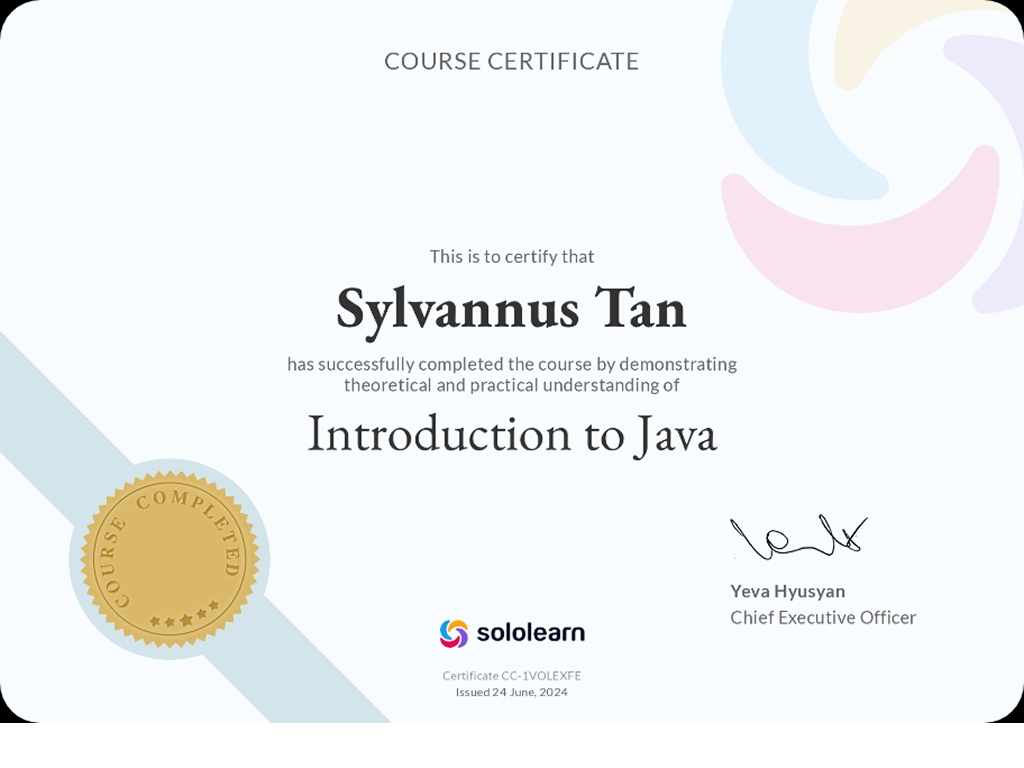 COURSE CERTIFICATE
This is to certify that
Sylvannus Tan
has successfully completed the course by demonstrating
theoretical and practical understanding of
Introduction to Java
COURSE COMPLETED
Yeva Hyusyan
Chief Executive Officer
sololearn
Certificate CC-1VOLEXFE
Issued 24 June, 2024